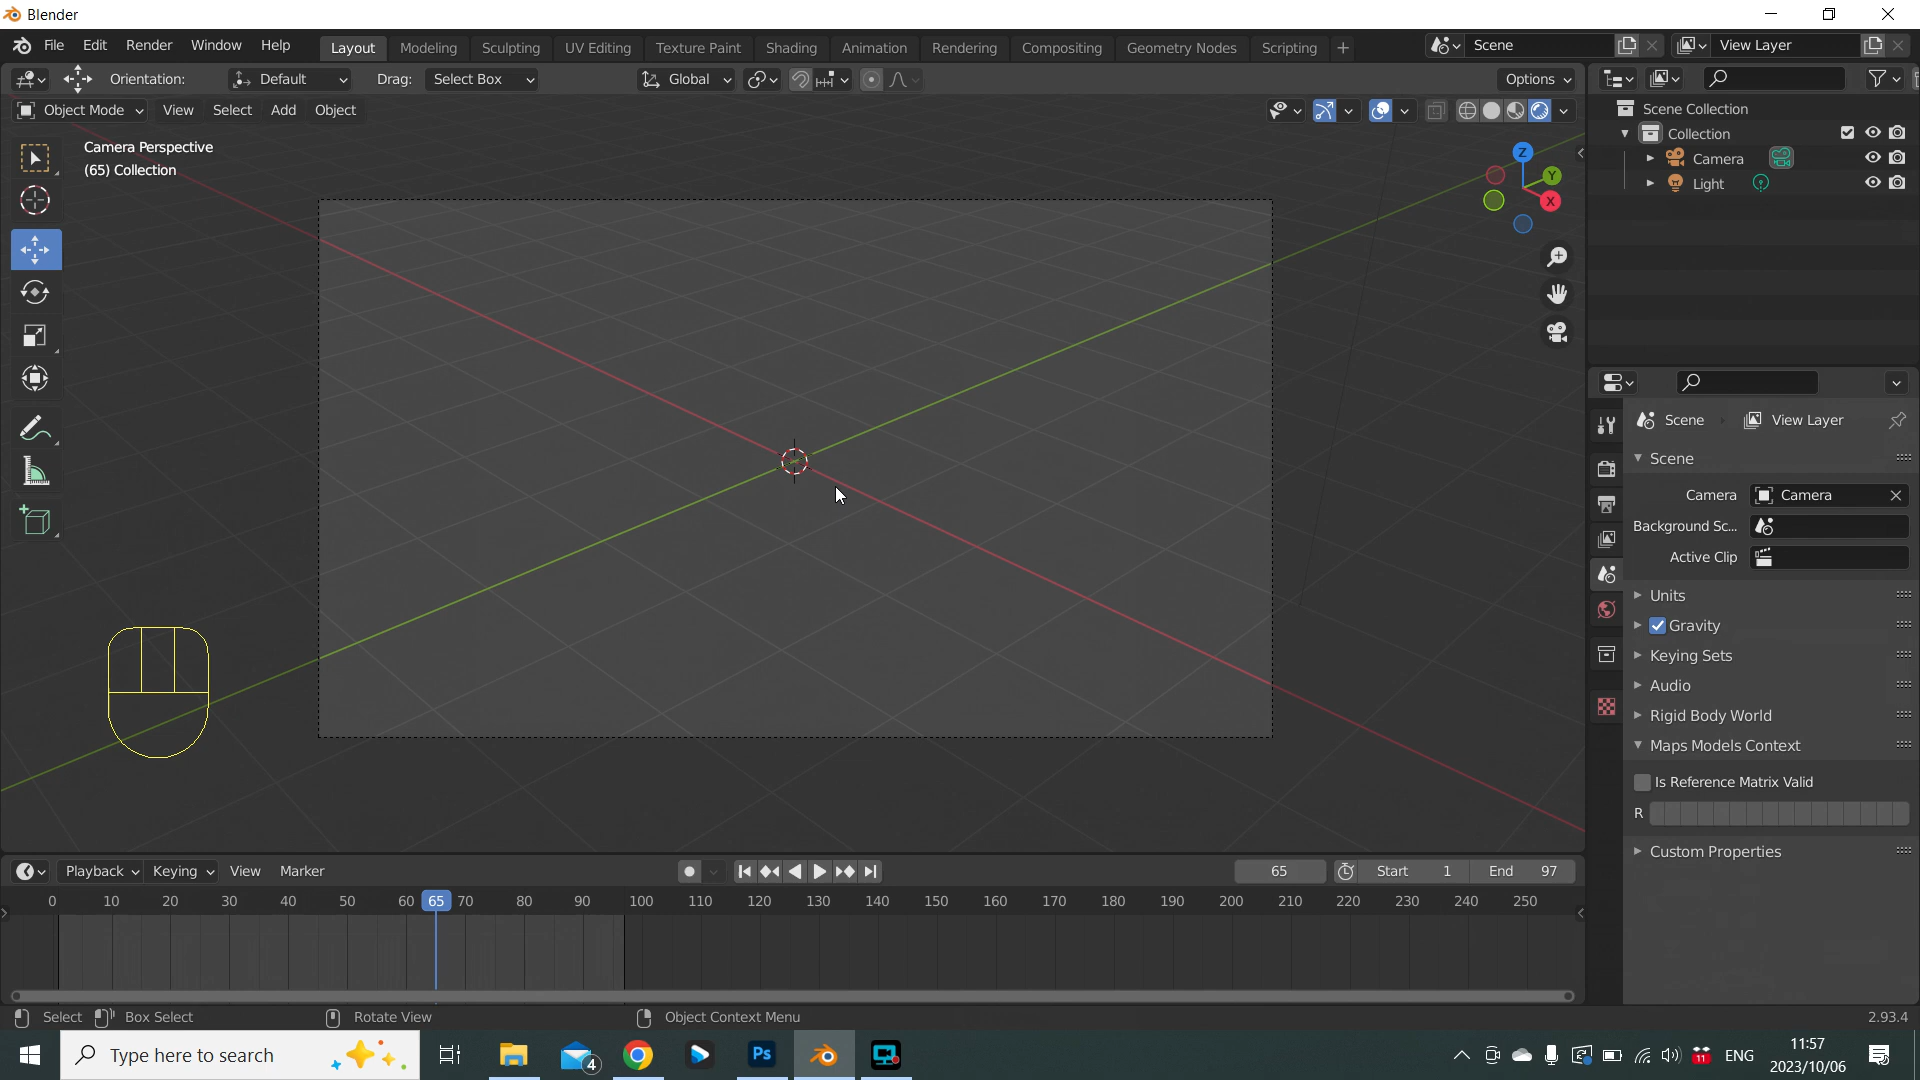 Blender
File Edit Render Window Help Layout Modeling Sculpting UV Editing Texture Paint Shading Animation Rendering Compositing Geometry Nodes Scripting + Scene View Layer
Orientation: Default Drag: Select Box Global Options
Object Mode View Select Add Object
Camera Perspective
(65) Collection
Z
Y
X
Scene Collection
Collection
Camera
Light
Scene View Layer
Scene
Camera Camera
Background Sc...
Active Clip
Units
Gravity
Keying Sets
Audio
Rigid Body World
Maps Models Context
Is Reference Matrix Valid
R
Custom Properties
Playback Keying View Marker 65 Start 1 End 97
0 10 20 30 40 50 60 65 70 80 90 100 110 120 130 140 150 160 170 180 190 200 210 220 230 240 250
Select Box Select Rotate View Object Context Menu 2.93.4
Type here to search 4 Ps 11 ENG 11:57
2023/10/06